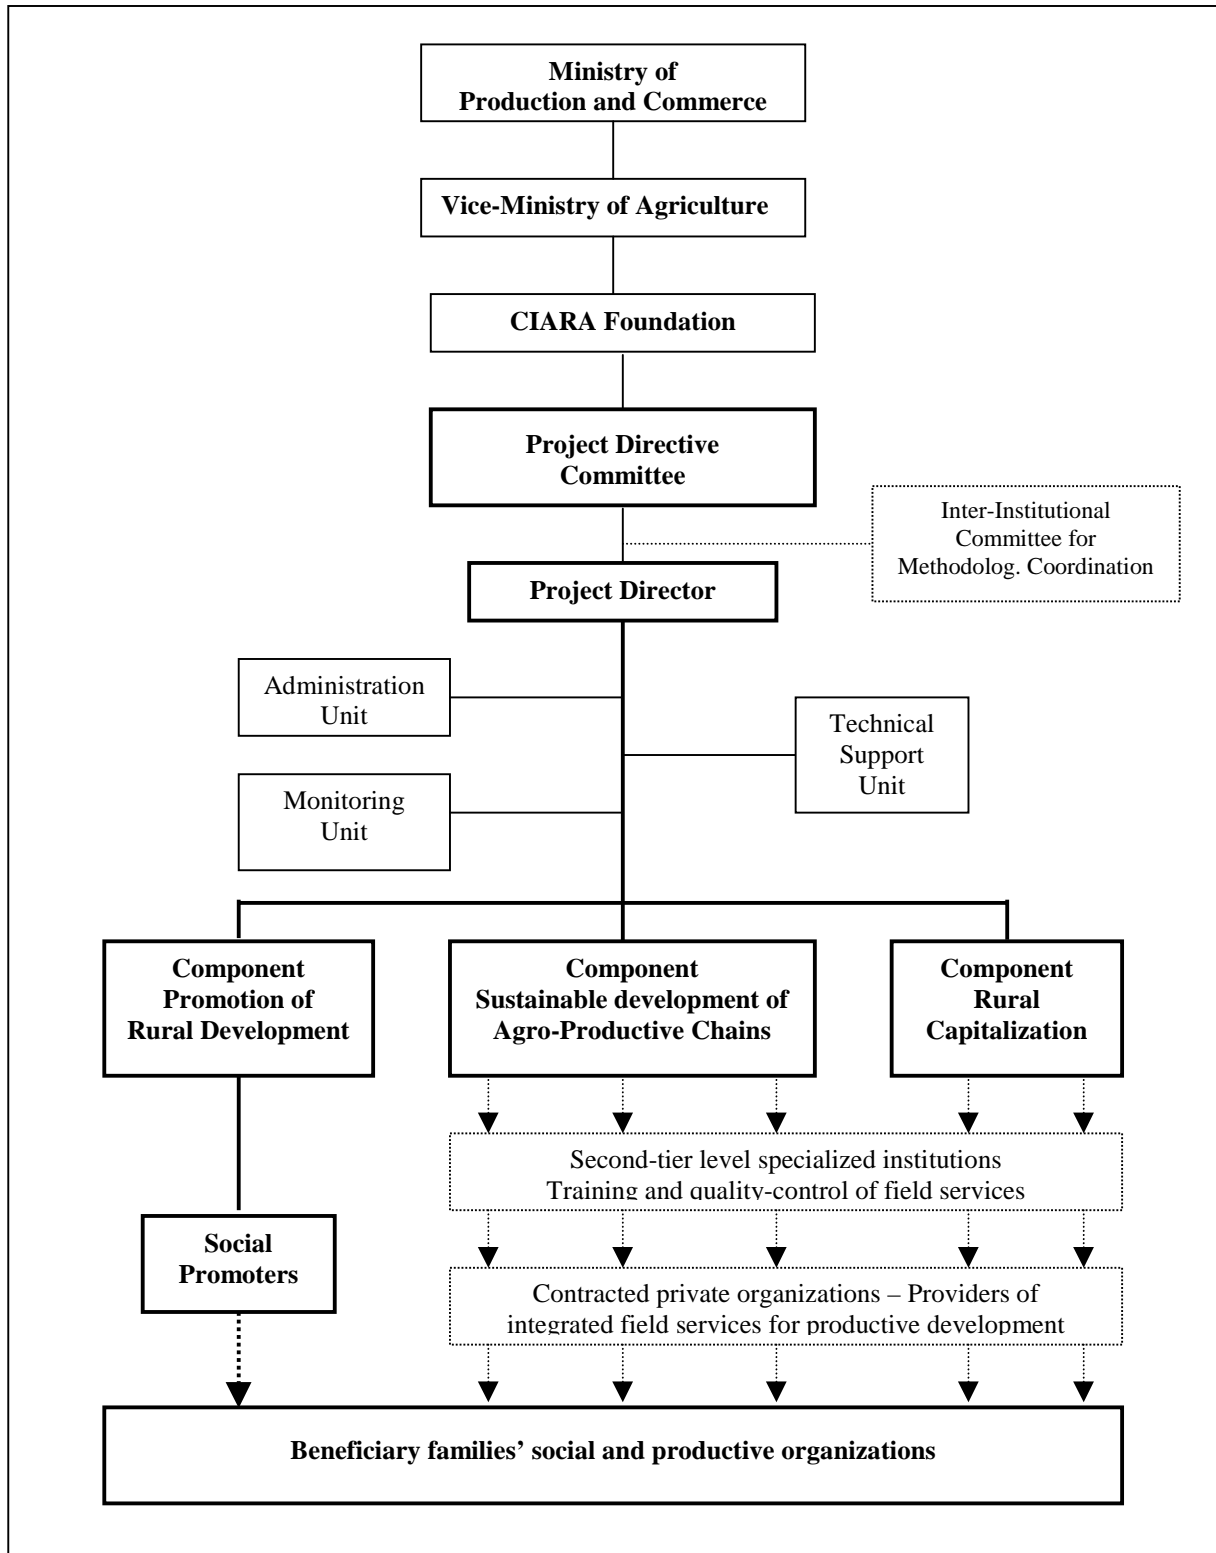 Ministry of
Production and Commerce
Vice-Ministry of Agriculture
CIARA Foundation
Project Directive
Committee
Inter-Institutional
Committee for
Methodolog. Coordination
Project Director
Administration
Unit
Technical
Support
Unit
Monitoring
Unit
Component
Promotion of
Rural Development
Component
Sustainable development of
Agro-Productive Chains
Component
Rural
Capitalization
Second-tier level specialized institutions
Training and quality-control of field services
Social
Promoters
Contracted private organizations – Providers of
integrated field services for productive development
Beneficiary families’ social and productive organizations